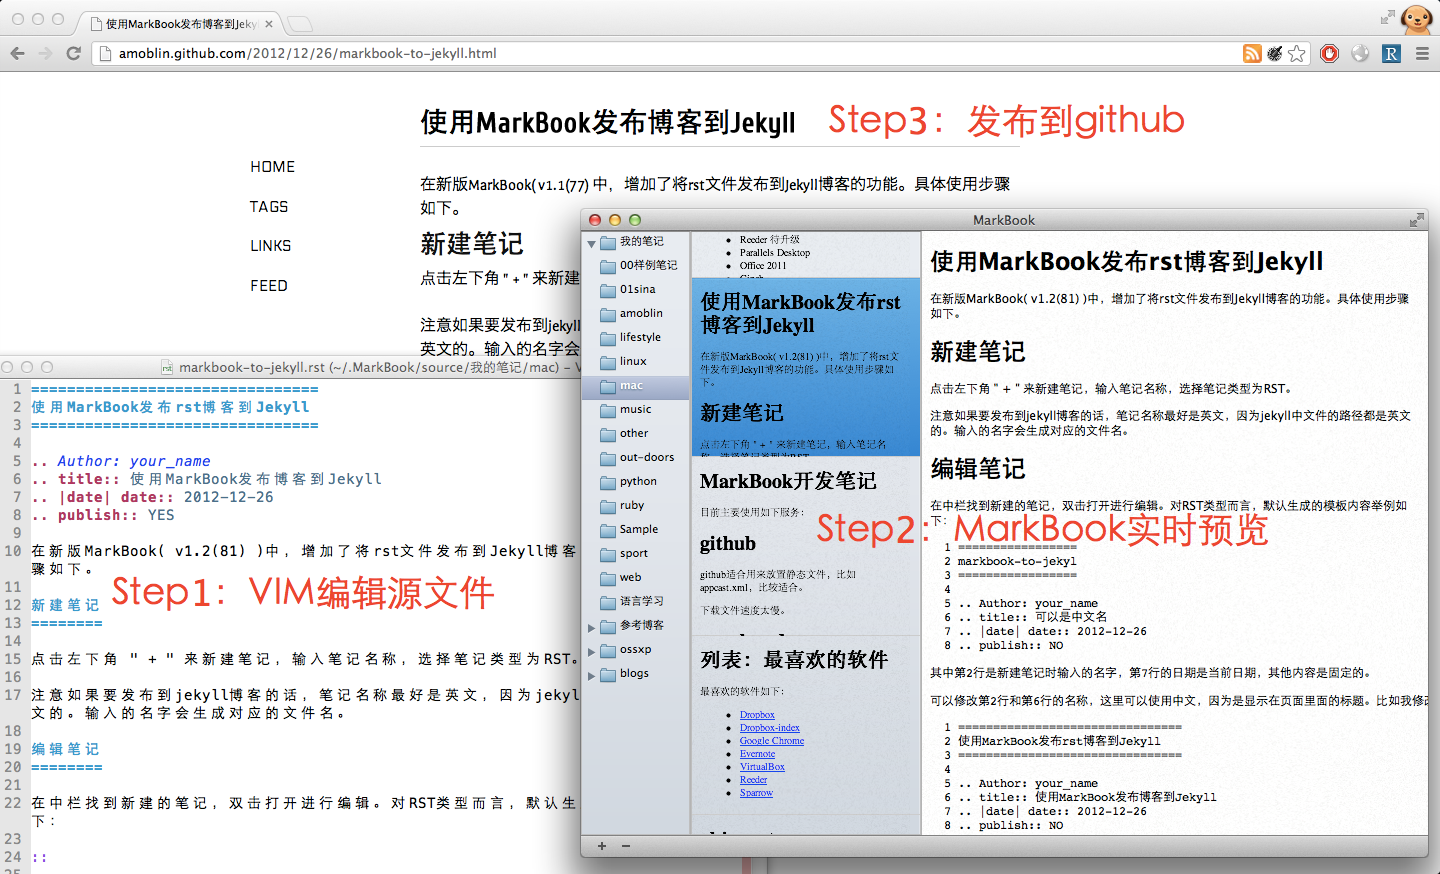 使用MarkBook发布博客到Jeky
amoblin.github.com/2012/12/26/markbook-to-jekyll.html
使用MarkBook发布博客到Jekyll
Step3：发布到github
HOME
TAGS
LINKS
FEED
在新版MarkBook( v1.1(77) 中，增加了将rst文件发布到Jekyll博客的功能。具体使用步骤
如下。
新建笔记
点击左下角 " + " 来新建
注意如果要发布到jekyll
英文的。输入的名字会
markbook-to-jekyll.rst (~/.MarkBook/source/我的笔记/mac) – V
1 ================================
2 使用MarkBook发布rst博客到Jekyll
3 ================================
4
5 .. Author: your_name
6 .. title:: 使用MarkBook发布博客到Jekyll
7 .. |date| date:: 2012-12-26
8 .. publish:: YES
9
10 在新版MarkBook( v1.2(81) )中，增加了将rst文件发布到Jekyll博客
骤如下。
11
Step1：VIM编辑源文件
12 新建笔记
13 ========
14
15 点击左下角 " + " 来新建笔记，输入笔记名称，选择笔记类型为RST。
16
17 注意如果要发布到jekyll博客的话，笔记名称最好是英文，因为jekyl
文的。输入的名字会生成对应的文件名。
18
19 编辑笔记
20 ========
21
22 在中栏找到新建的笔记，双击打开进行编辑。对RST类型而言，默认生
下：
23
24 ::
MarkBook
我的笔记
00样例笔记
01sina
amoblin
lifestyle
linux
mac
music
other
out-doors
python
ruby
Sample
sport
web
语言学习
参考博客
ossxp
blogs
Reeder 待升级
Parallels Desktop
Office 2011
使用MarkBook发布rst
博客到Jekyll
在新版MarkBook( v1.2(81) )中，增加了将rst文
件发布到Jekyll博客的功能。具体使用步骤如
下。
新建笔记
点击左下角 " + " 来新建笔记，输入笔记名
称，选择笔记类型为RST。
MarkBook开发笔记
目前主要使用如下服务：
github
github适合用来放置静态文件，比如
appcast.xml，比较适合。
下载文件速度太慢。
列表：最喜欢的软件
最喜欢的软件如下：
Dropbox
Dropbox-index
Google Chrome
Evernote
VirtualBox
Reeder
Sparrow
使用MarkBook发布rst博客到Jekyll
在新版MarkBook( v1.2(81) )中，增加了将rst文件发布到Jekyll博客的功能。具体使用步骤
如下。
新建笔记
点击左下角 " + " 来新建笔记，输入笔记名称，选择笔记类型为RST。
注意如果要发布到jekyll博客的话，笔记名称最好是英文，因为jekyll中文件的路径都是英文
的。输入的名字会生成对应的文件名。
编辑笔记
在中栏找到新建的笔记，双击打开进行编辑。对RST类型而言，默认生成的模板内容举例如
下：
Step2：MarkBook实时预览
1 =================
2 markbook-to-jekyl
3 =================
4
5 .. Author: your_name
6 .. title:: 可以是中文名
7 .. |date| date:: 2012-12-26
8 .. publish:: NO
其中第2行是新建笔记时输入的名字，第7行的日期是当前日期，其他内容是固定的。
可以修改第2行和第6行的名称，这里可以使用中文，因为是显示在页面里面的标题。比如我修改
1 ================================
2 使用MarkBook发布rst博客到Jekyll
3 ================================
4
5 .. Author: your_name
6 .. title:: 使用MarkBook发布博客到Jekyll
7 .. |date| date:: 2012-12-26
8 .. publish:: NO